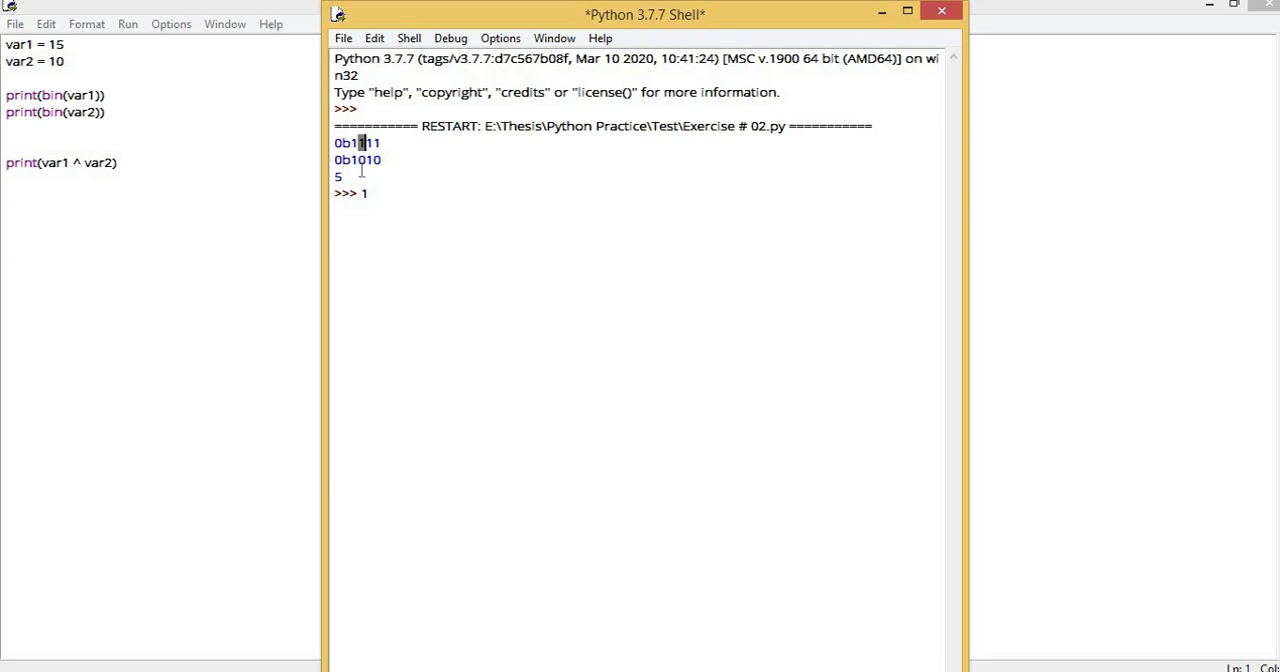 File Edit Format Run Options Window Help
var1 = 15
var2 = 10
print(bin(var1))
print(bin(var2))
print(var1 ^ var2)
*Python 3.7.7 Shell*
File Edit Shell Debug Options Window Help
Python 3.7.7 (tags/v3.7.7:d7c567b08f, Mar 10 2020, 10:41:24) [MSC v.1900 64 bit (AMD64)] on wi
n32
Type "help", "copyright", "credits" or "license()" for more information.
>>>
=========== RESTART: E:\Thesis\Python Practice\Test\Exercise # 02.py ===========
0b1111
0b1010
5
>>> 1
Ln: 1 Col: